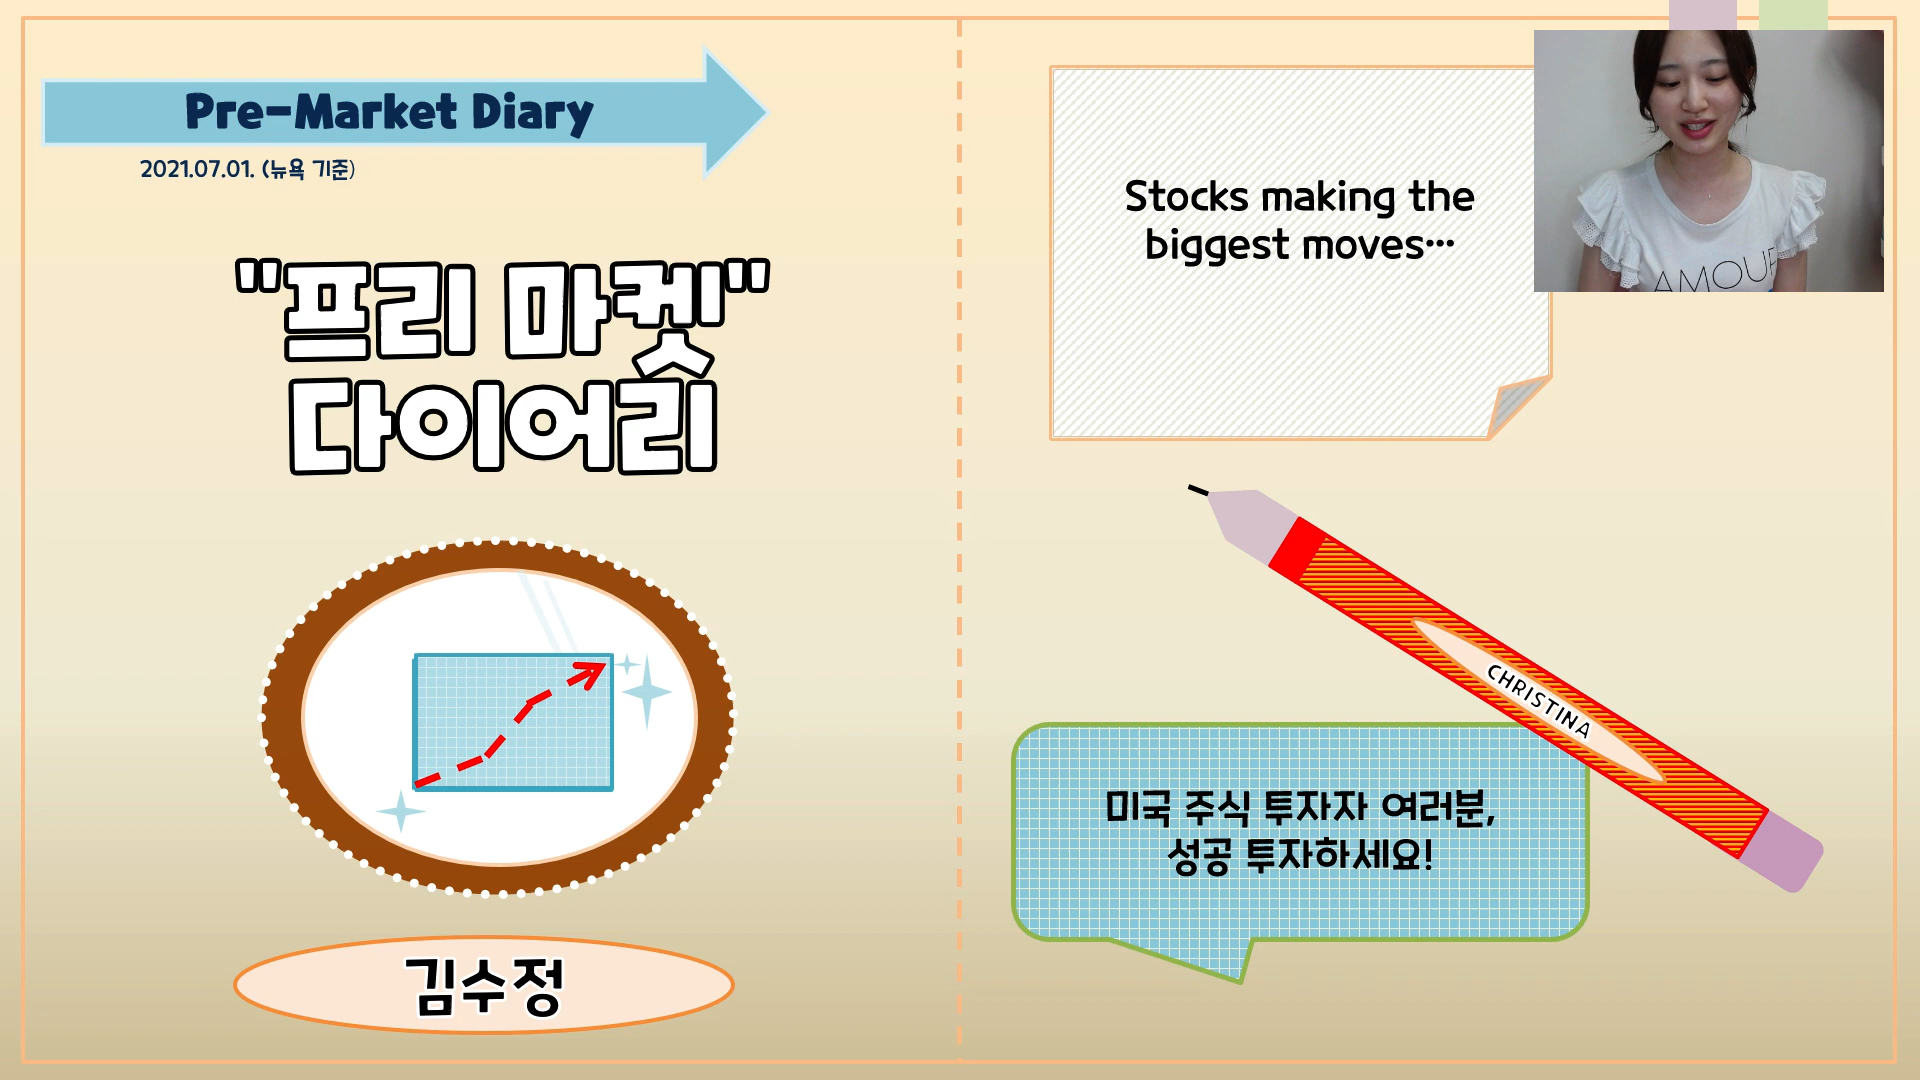 Pre-Market Diary
2021.07.01. (뉴욕 기준)
"프리 마켓"
다이어리
김수정
Stocks making the
biggest moves…
AMOUR
CHRISTINA
미국 주식 투자자 여러분,
성공 투자하세요!